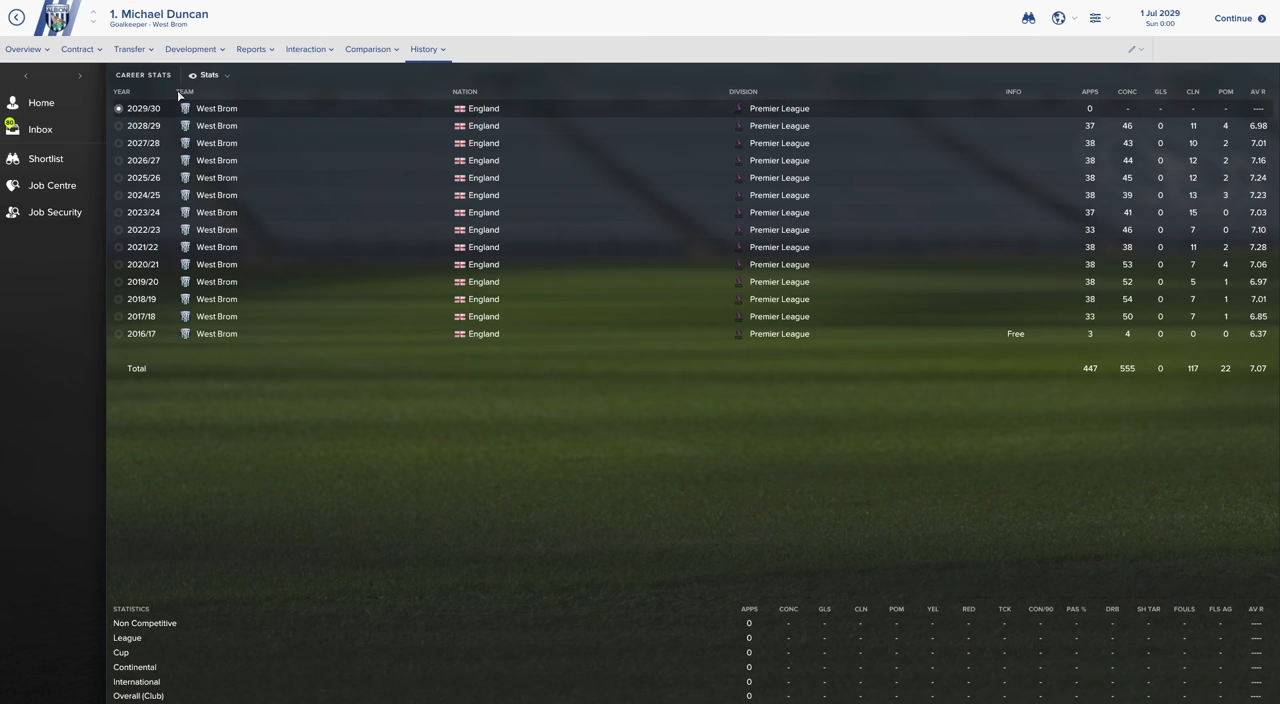 1. Michael Duncan
Goalkeeper - West Brom
1 Jul 2029
Sun 0:00
Continue
Overview Contract Transfer Development Reports Interaction Comparison History
Home
80
Inbox
Shortlist
Job Centre
Job Security
CAREER STATS Stats
YEAR TEAM NATION DIVISION INFO APPS CONC GLS CLN POM AV R
2029/30 West Brom England Premier League 0 - - - - ----
2028/29 West Brom England Premier League 37 46 0 11 4 6.98
2027/28 West Brom England Premier League 38 43 0 10 2 7.01
2026/27 West Brom England Premier League 38 44 0 12 2 7.16
2025/26 West Brom England Premier League 38 45 0 12 2 7.24
2024/25 West Brom England Premier League 38 39 0 13 3 7.23
2023/24 West Brom England Premier League 37 41 0 15 0 7.03
2022/23 West Brom England Premier League 33 46 0 7 0 7.10
2021/22 West Brom England Premier League 38 38 0 11 2 7.28
2020/21 West Brom England Premier League 38 53 0 7 4 7.06
2019/20 West Brom England Premier League 38 52 0 5 1 6.97
2018/19 West Brom England Premier League 38 54 0 7 1 7.01
2017/18 West Brom England Premier League 33 50 0 7 1 6.85
2016/17 West Brom England Premier League Free 3 4 0 0 0 6.37
Total 447 555 0 117 22 7.07
STATISTICS APPS CONC GLS CLN POM YEL RED TCK CON/90 PAS % DRB SH TAR FOULS FLS AG AV R
Non Competitive 0 - - - - - - - - - - - - - ----
League 0 - - - - - - - - - - - - - ----
Cup 0 - - - - - - - - - - - - - ----
Continental 0 - - - - - - - - - - - - - ----
International 0 - - - - - - - - - - - - - ----
Overall (Club) 0 - - - - - - - - - - - - - ----